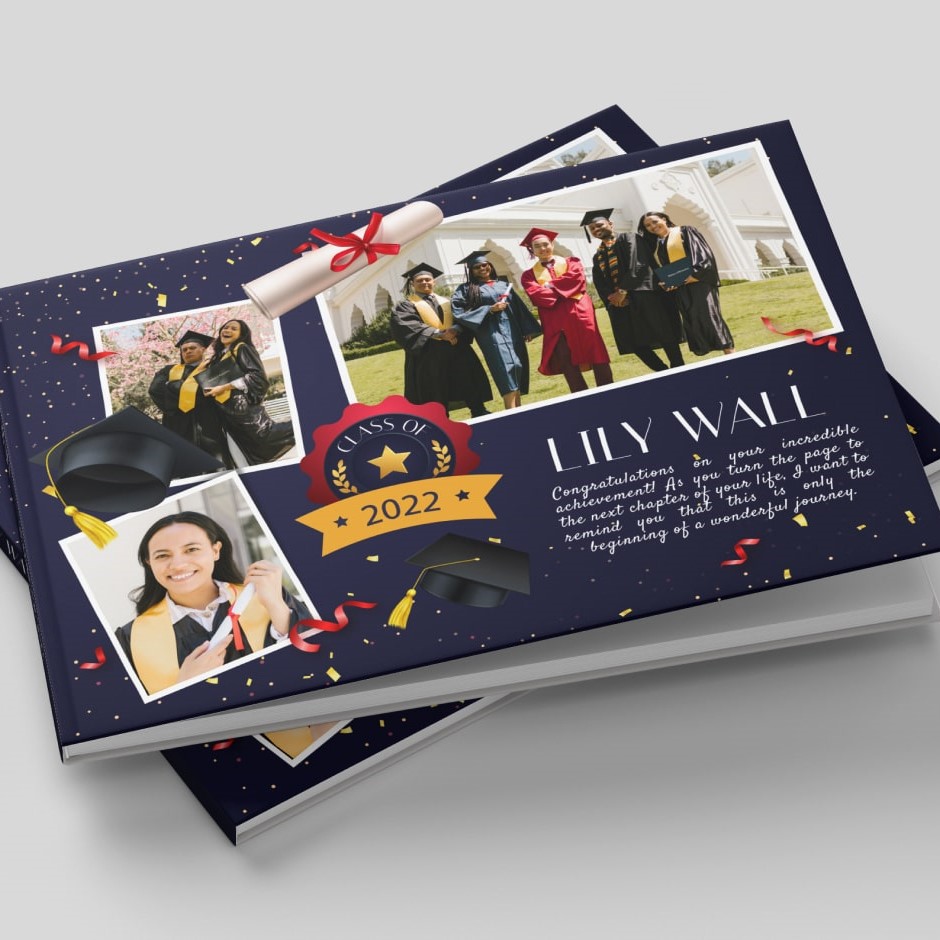 CLASS OF
2022
LILY WALL
Congratulations on your incredible
achievement! As you turn the page to
the next chapter of your life, I want to
remind you that this is only the
beginning of a wonderful journey.